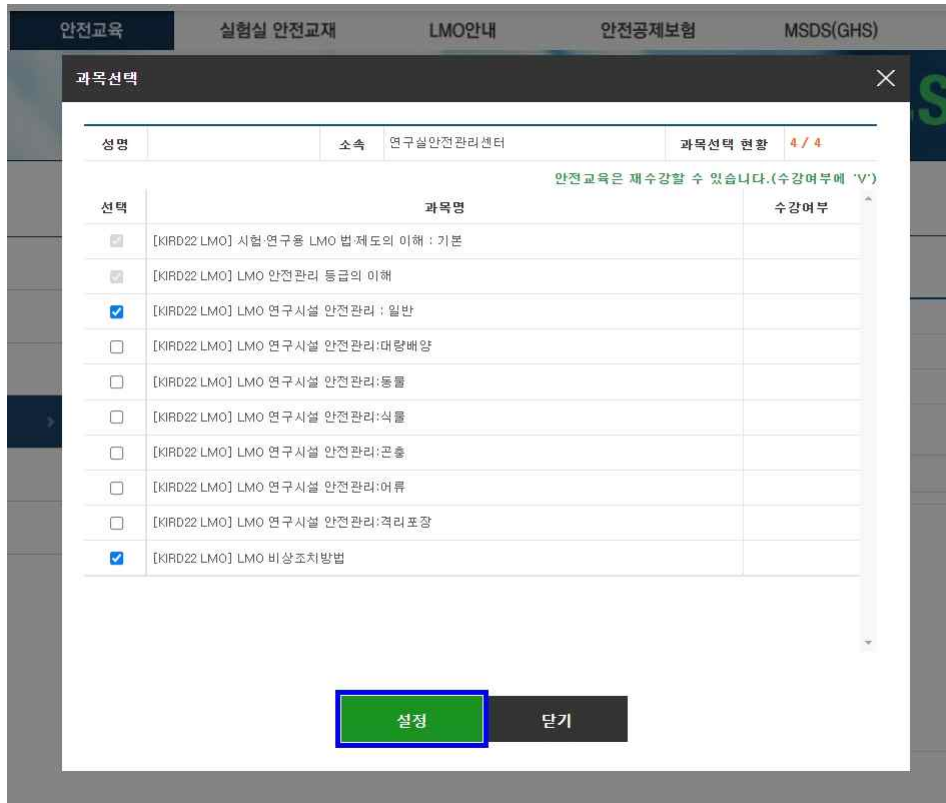 안전교육 실험실 안전교재 LMO안내 안전공제보험 MSDS(GHS)
과목선택
성명 소속 연구실안전관리센터 과목선택 현황 4 / 4
안전교육은 재수강할 수 있습니다.(수강여부에 'V')
선택 과목명 수강여부
[KIRD22 LMO] 시험·연구용 LMO 법·제도의 이해 : 기본
[KIRD22 LMO] LMO 안전관리 등급의 이해
[KIRD22 LMO] LMO 연구시설 안전관리 : 일반
[KIRD22 LMO] LMO 연구시설 안전관리:대량배양
[KIRD22 LMO] LMO 연구시설 안전관리:동물
[KIRD22 LMO] LMO 연구시설 안전관리:식물
[KIRD22 LMO] LMO 연구시설 안전관리:곤충
[KIRD22 LMO] LMO 연구시설 안전관리:어류
[KIRD22 LMO] LMO 연구시설 안전관리:격리포장
[KIRD22 LMO] LMO 비상조치방법
설정 닫기